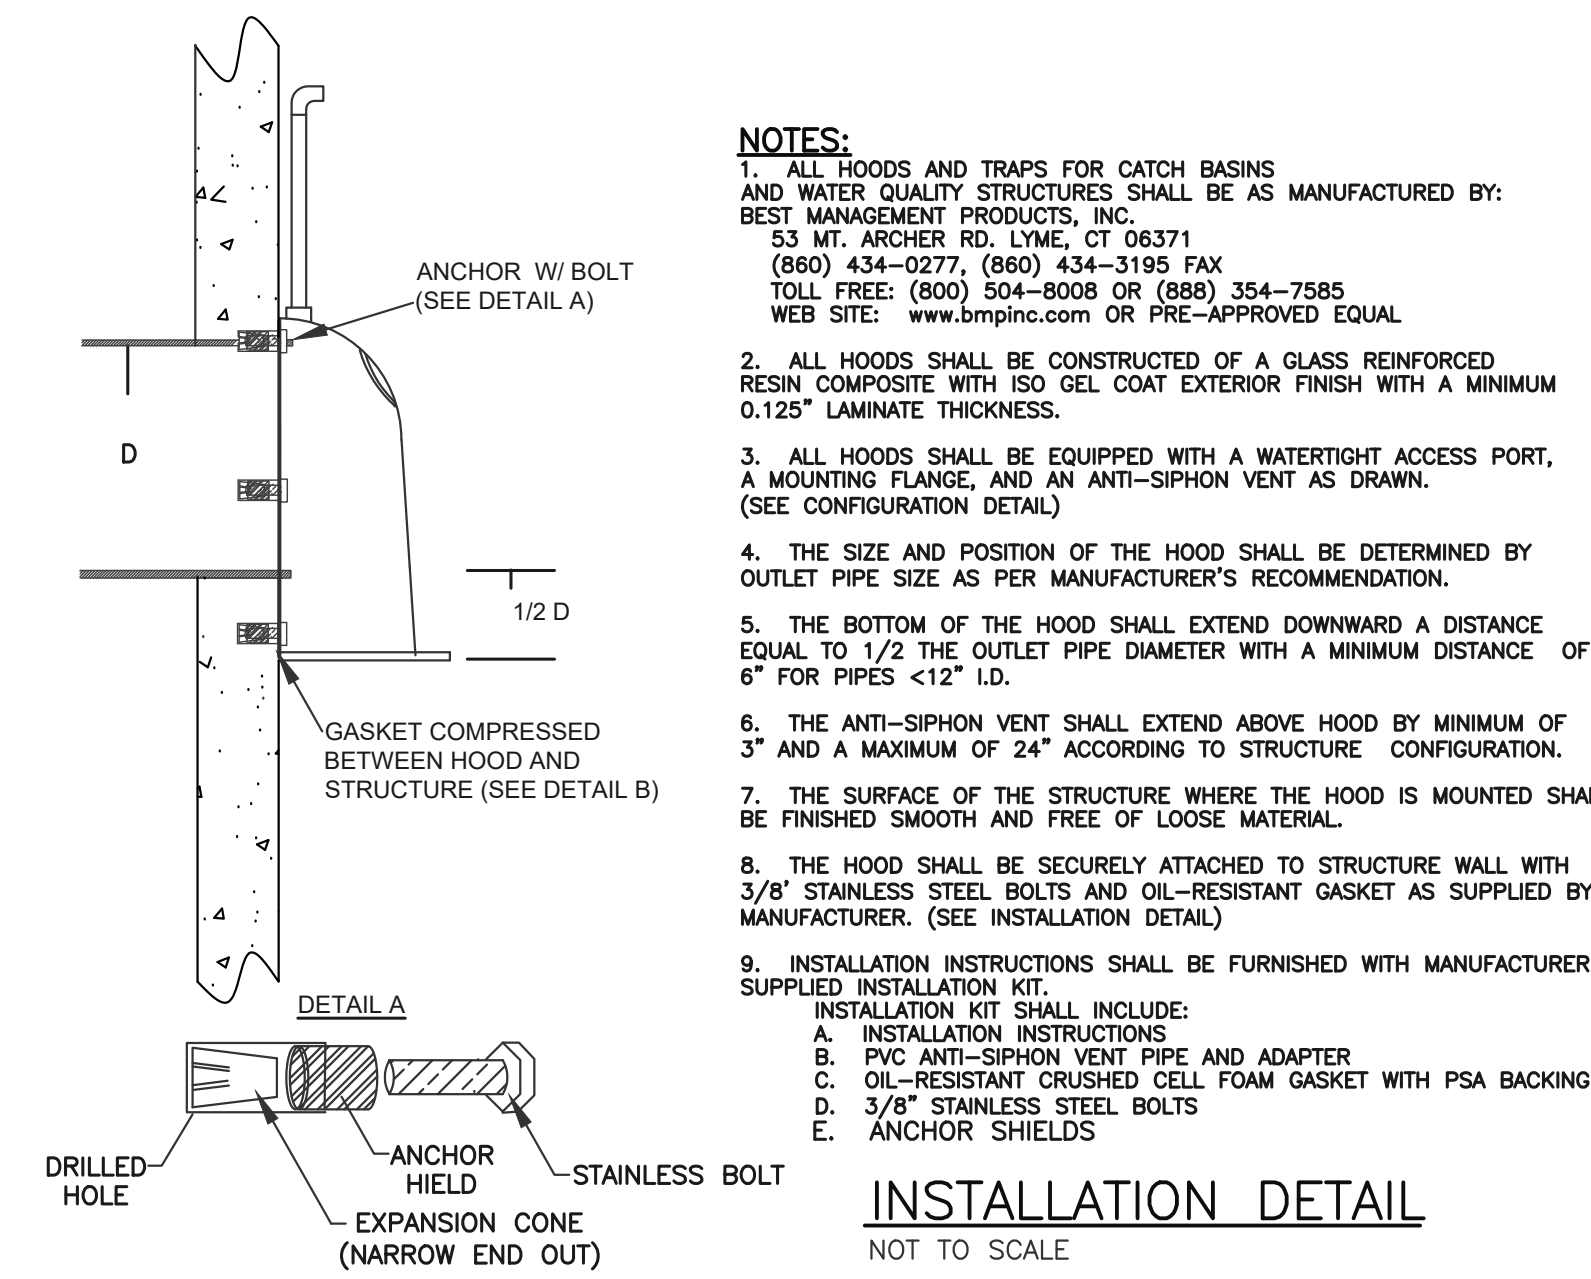 ANCHOR W/ BOLT
(SEE DETAIL A)
D
1/2 D
GASKET COMPRESSED
BETWEEN HOOD AND
STRUCTURE (SEE DETAIL B)
DETAIL A
DRILLED
HOLE
ANCHOR
HIELD
STAINLESS BOLT
EXPANSION CONE
(NARROW END OUT)
NOTES:
1. ALL HOODS AND TRAPS FOR CATCH BASINS
AND WATER QUALITY STRUCTURES SHALL BE AS MANUFACTURED BY:
BEST MANAGEMENT PRODUCTS, INC.
53 MT. ARCHER RD. LYME, CT 06371
(860) 434-0277, (860) 434-3195 FAX
TOLL FREE: (800) 504-8008 OR (888) 354-7585
WEB SITE: www.bmpinc.com OR PRE-APPROVED EQUAL
2. ALL HOODS SHALL BE CONSTRUCTED OF A GLASS REINFORCED
RESIN COMPOSITE WITH ISO GEL COAT EXTERIOR FINISH WITH A MINIMUM
0.125" LAMINATE THICKNESS.
3. ALL HOODS SHALL BE EQUIPPED WITH A WATERTIGHT ACCESS PORT,
A MOUNTING FLANGE, AND AN ANTI-SIPHON VENT AS DRAWN.
(SEE CONFIGURATION DETAIL)
4. THE SIZE AND POSITION OF THE HOOD SHALL BE DETERMINED BY
OUTLET PIPE SIZE AS PER MANUFACTURER'S RECOMMENDATION.
5. THE BOTTOM OF THE HOOD SHALL EXTEND DOWNWARD A DISTANCE
EQUAL TO 1/2 THE OUTLET PIPE DIAMETER WITH A MINIMUM DISTANCE OF
6" FOR PIPES <12" I.D.
6. THE ANTI-SIPHON VENT SHALL EXTEND ABOVE HOOD BY MINIMUM OF
3" AND A MAXIMUM OF 24" ACCORDING TO STRUCTURE CONFIGURATION.
7. THE SURFACE OF THE STRUCTURE WHERE THE HOOD IS MOUNTED
BE FINISHED SMOOTH AND FREE OF LOOSE MATERIAL.
8. THE HOOD SHALL BE SECURELY ATTACHED TO STRUCTURE WALL WITH
3/8' STAINLESS STEEL BOLTS AND OIL-RESISTANT GASKET AS SUPPLIED BY
MANUFACTURER. (SEE INSTALLATION DETAIL)
9. INSTALLATION INSTRUCTIONS SHALL BE FURNISHED WITH MANUFACTURER
SUPPLIED INSTALLATION KIT.
INSTALLATION KIT SHALL INCLUDE:
A. INSTALLATION INSTRUCTIONS
B. PVC ANTI-SIPHON VENT PIPE AND ADAPTER
C. OIL-RESISTANT CRUSHED CELL FOAM GASKET WITH PSA BACKING
D. 3/8" STAINLESS STEEL BOLTS
E. ANCHOR SHIELDS
INSTALLATION DETAIL
NOT TO SCALE